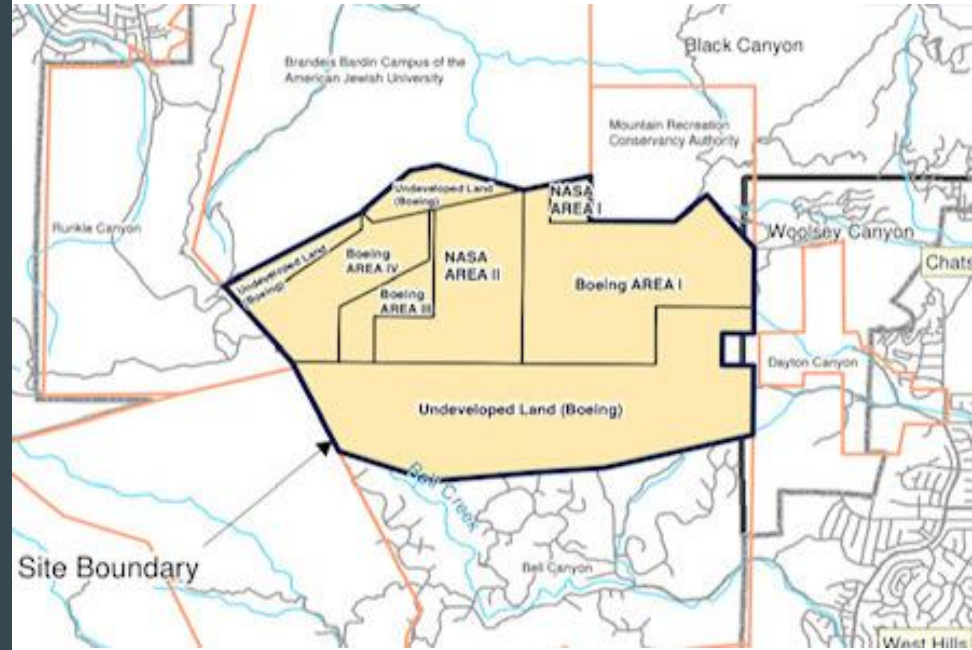 Black Canyon
Brandeis Bardin Campus of the
American Jewish University
Mountain Recreation
Conservancy Authority
Undeveloped Land
(Boeing)
NASA
AREA I
Runkle Canyon
Woolsey Canyon
Boeing
AREA IV
NASA
AREA II
Chats
Undeveloped Land
(Boeing)
Boeing AREA I
Boeing
AREA III
Dayton Canyon
Undeveloped Land (Boeing)
Bell Creek
Site Boundary
Bell Canyon
West Hills